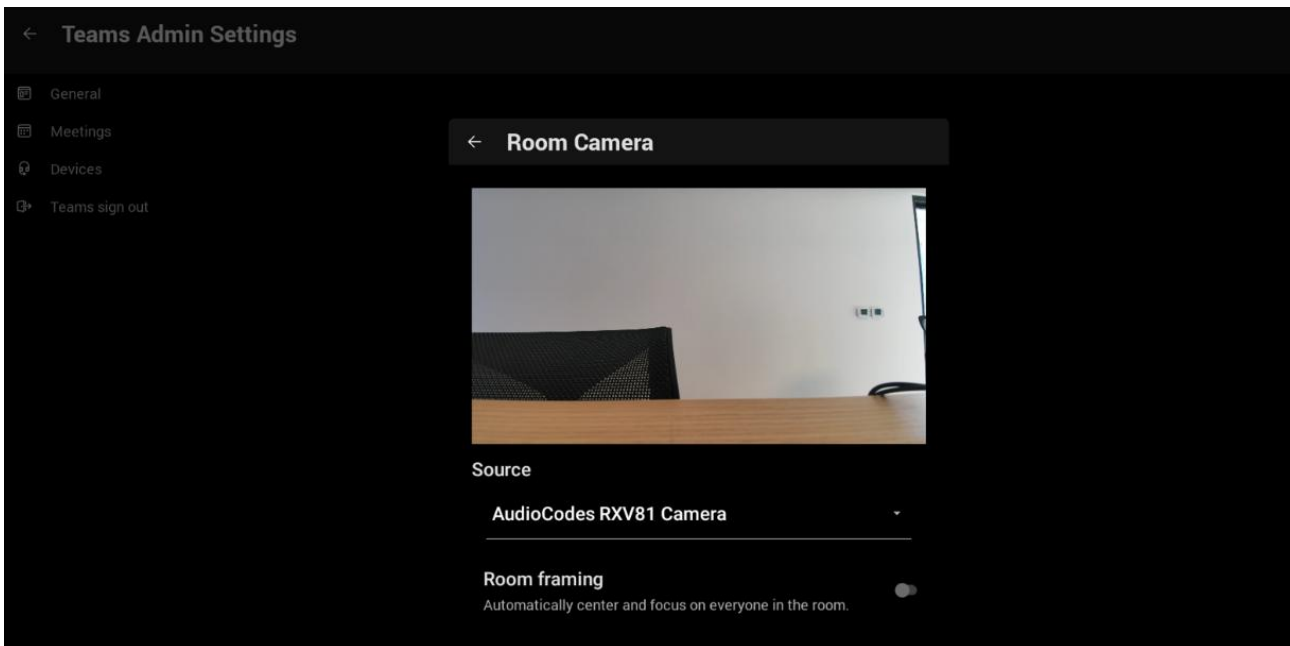 Teams Admin Settings
General
Meetings
Devices
Teams sign out
Room Camera
Source
AudioCodes RXV81 Camera
Room framing
Automatically center and focus on everyone in the room.